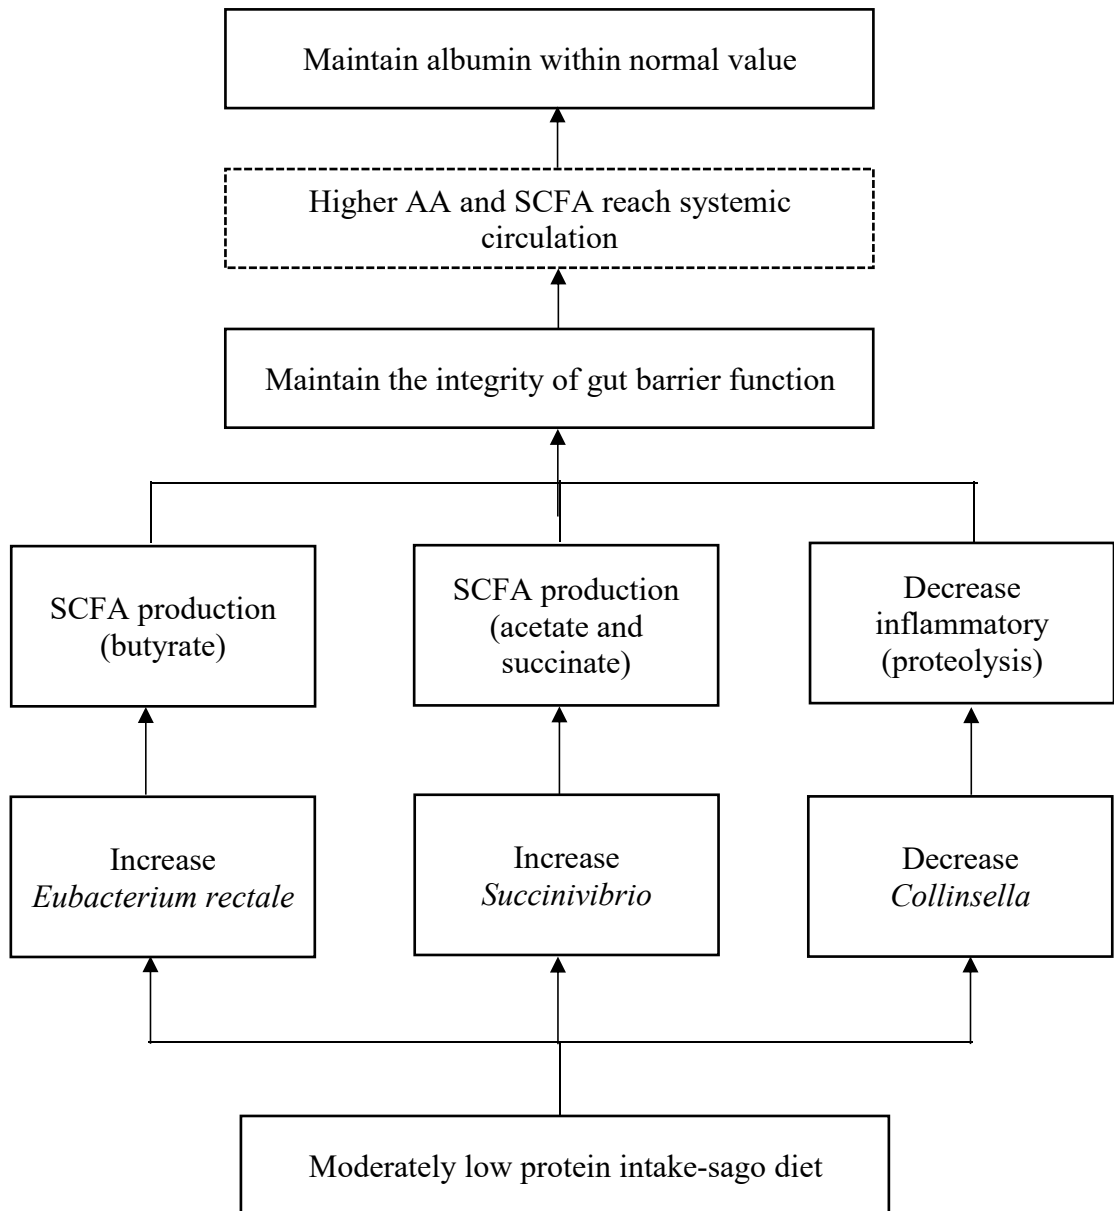 Maintain albumin within normal value
Higher AA and SCFA reach systemic
circulation
Maintain the integrity of gut barrier function
SCFA production
(butyrate)
SCFA production
(acetate and
succinate)
Decrease
inflammatory
(proteolysis)
Increase
Eubacterium rectale
Increase
Succinivibrio
Decrease
Collinsella
Moderately low protein intake-sago diet